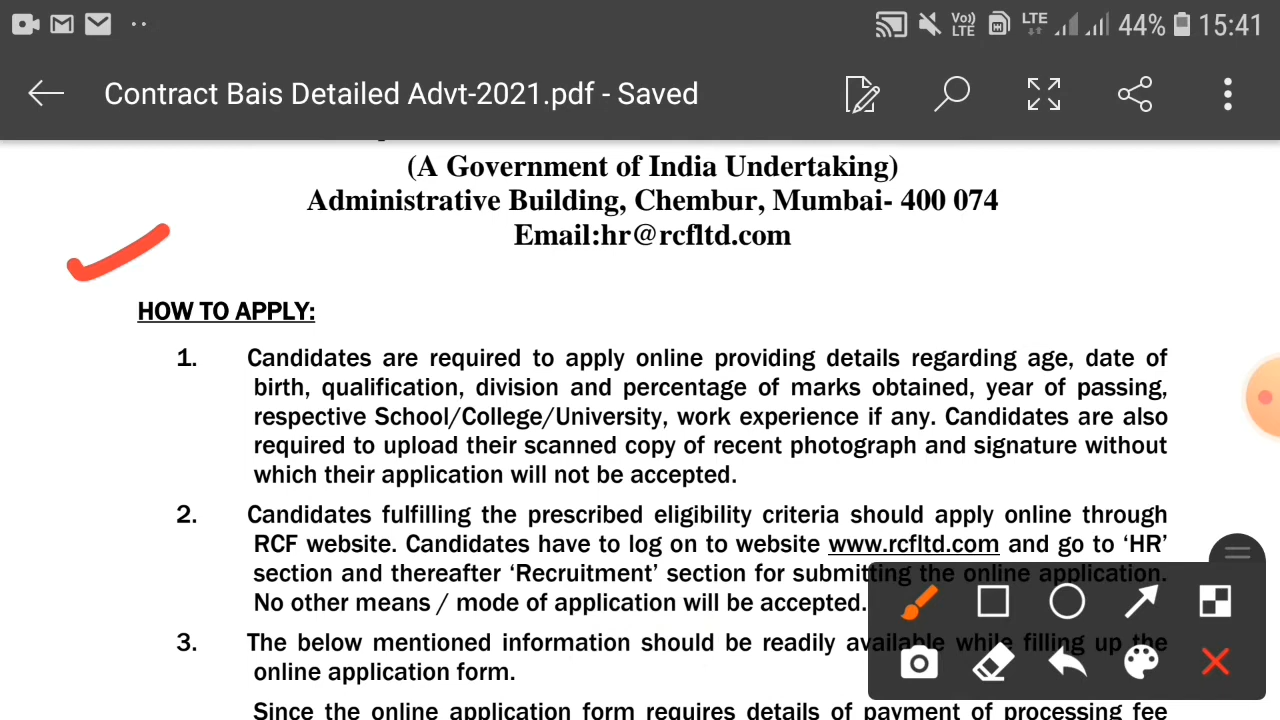 Vo))
LTE
LTE
44%
15:41
Contract Bais Detailed Advt-2021.pdf - Saved
(A Government of India Undertaking)
Administrative Building, Chembur, Mumbai- 400 074
Email:hr@rcfltd.com
HOW TO APPLY:
1. Candidates are required to apply online providing details regarding age, date of
birth, qualification, division and percentage of marks obtained, year of passing,
respective School/College/University, work experience if any. Candidates are also
required to upload their scanned copy of recent photograph and signature without
which their application will not be accepted.
2. Candidates fulfilling the prescribed eligibility criteria should apply online through
RCF website. Candidates have to log on to website www.rcfltd.com and go to ‘HR’
section and thereafter ‘Recruitment’ section for submitting the online application.
No other means / mode of application will be accepted.
3. The below mentioned information should be readily available while filling up the
online application form.
Since the online application form requires details of payment of processing fee